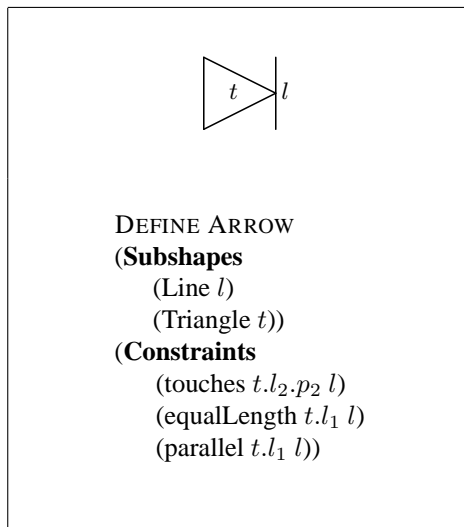 t l
DEFINE ARROW
(Subshapes
(Line l)
(Triangle t))
(Constraints
(touches t.l₂.p₂ l)
(equalLength t.l₁ l)
(parallel t.l₁ l))